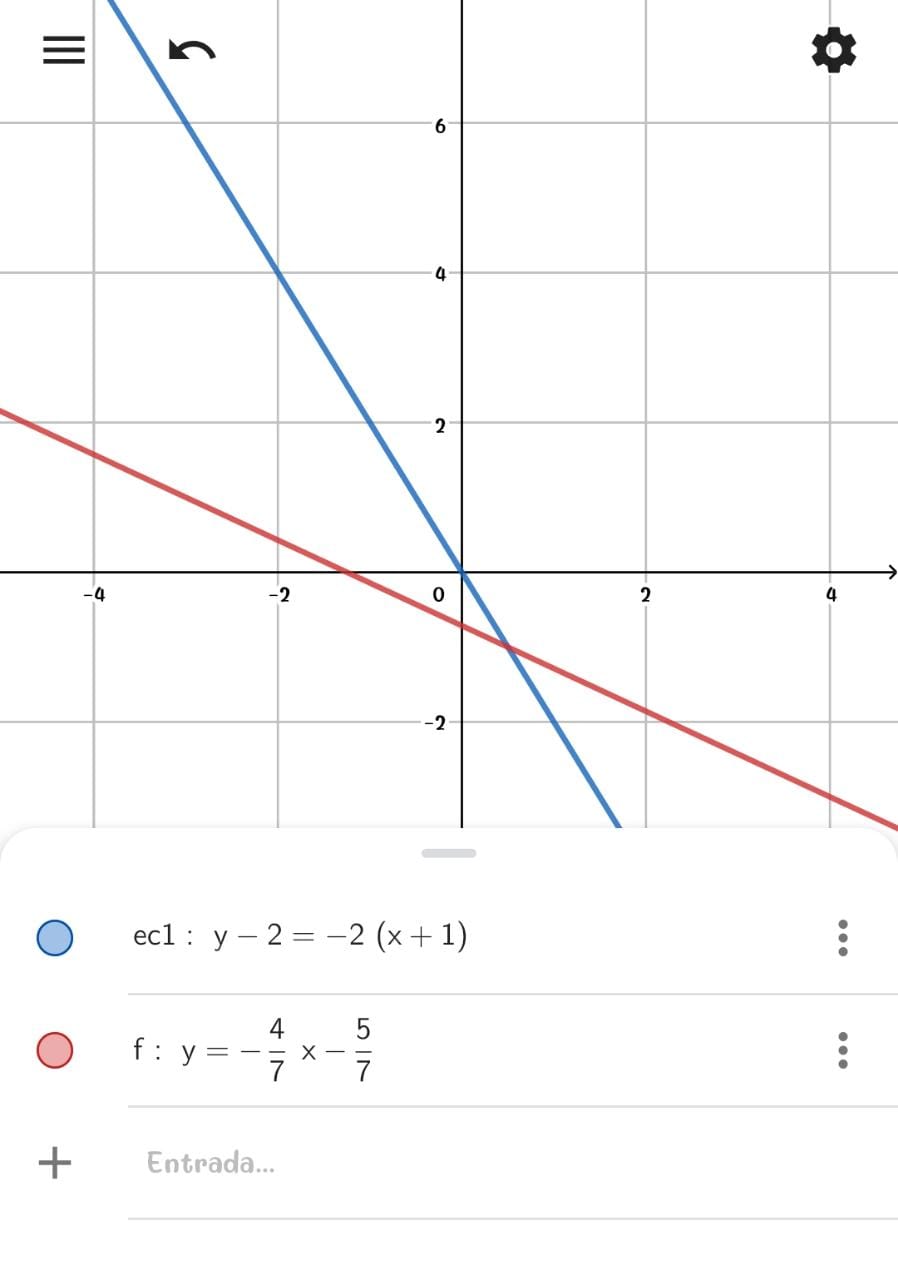 6
4
2
−4 −2 0 2 4
−2
ec1 : y − 2 = −2 (x + 1)
f : y = −4/7 x − 5/7
+ Entrada...